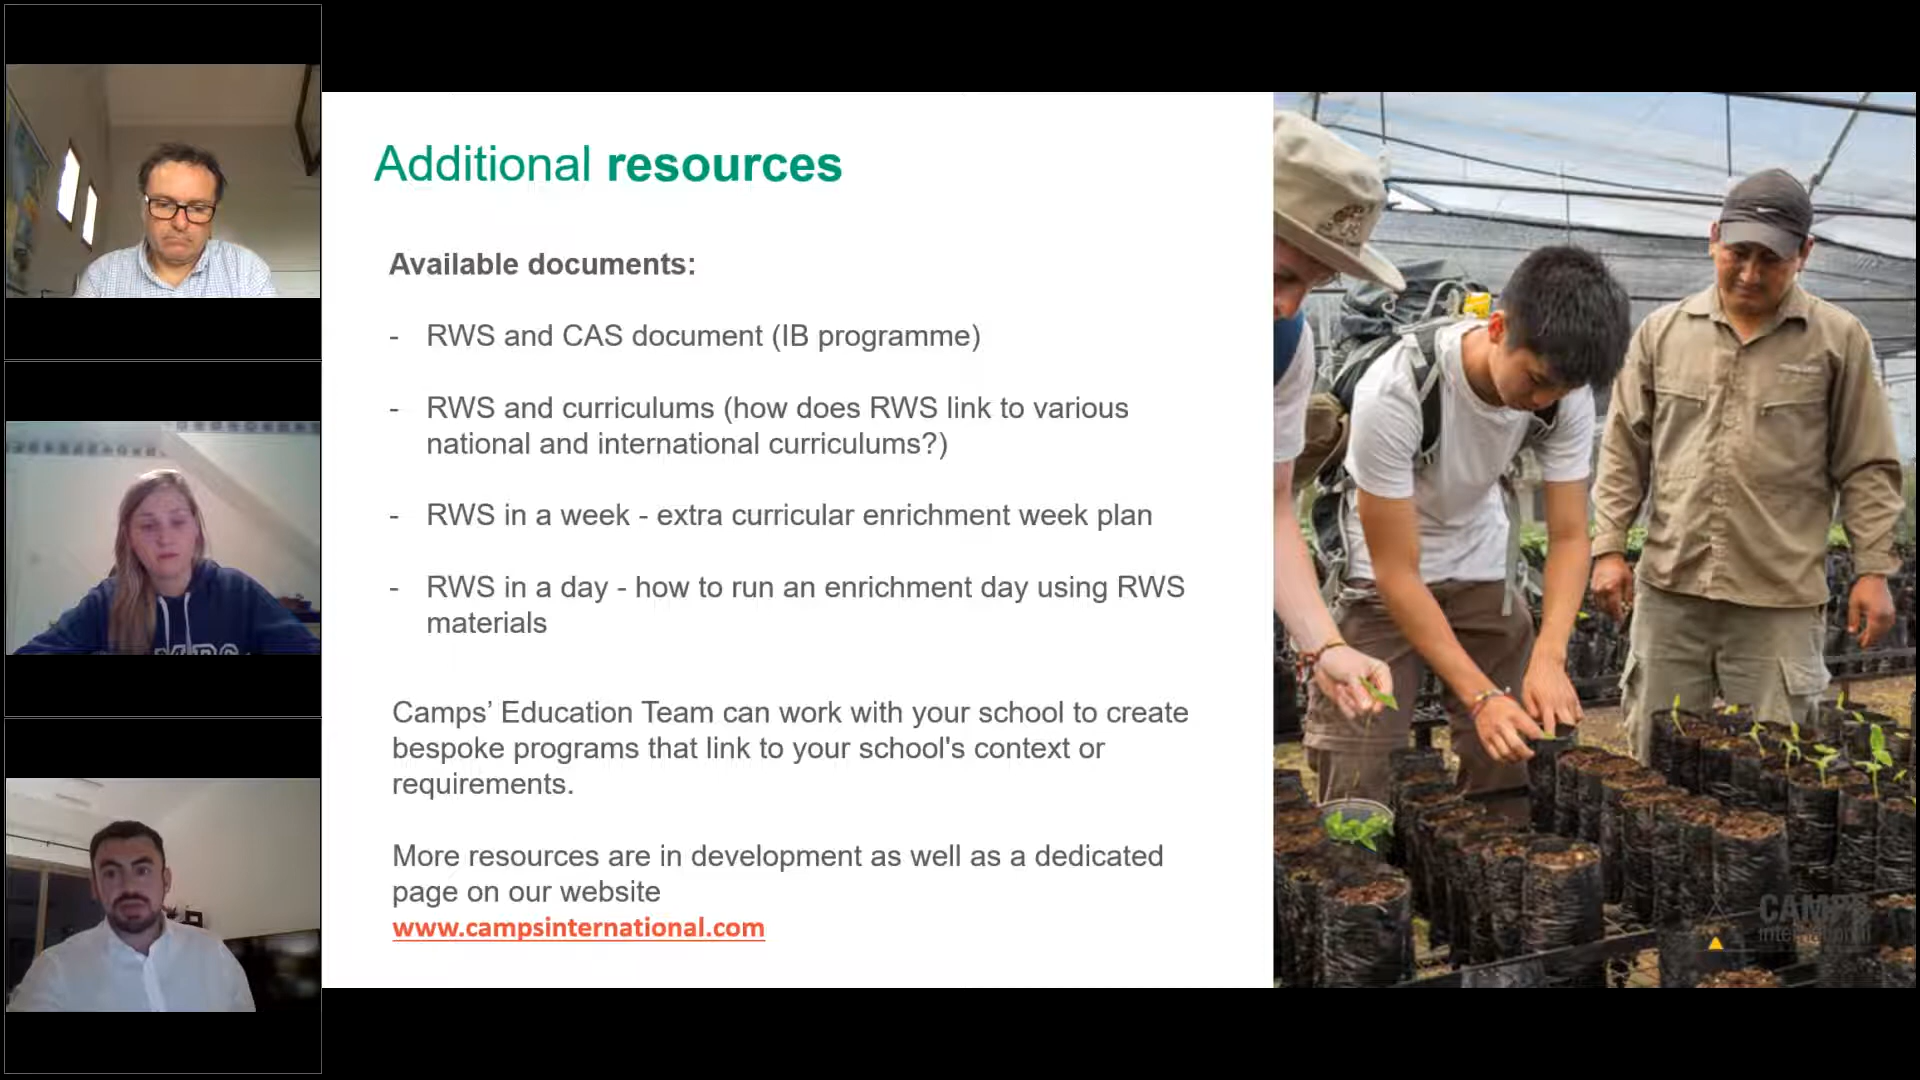 Additional resources
Available documents:
- RWS and CAS document (IB programme)
- RWS and curriculums (how does RWS link to various
national and international curriculums?)
- RWS in a week - extra curricular enrichment week plan
- RWS in a day - how to run an enrichment day using RWS
materials
Camps’ Education Team can work with your school to create
bespoke programs that link to your school's context or
requirements.
More resources are in development as well as a dedicated
page on our website
www.campsinternational.com
CAMPS
international